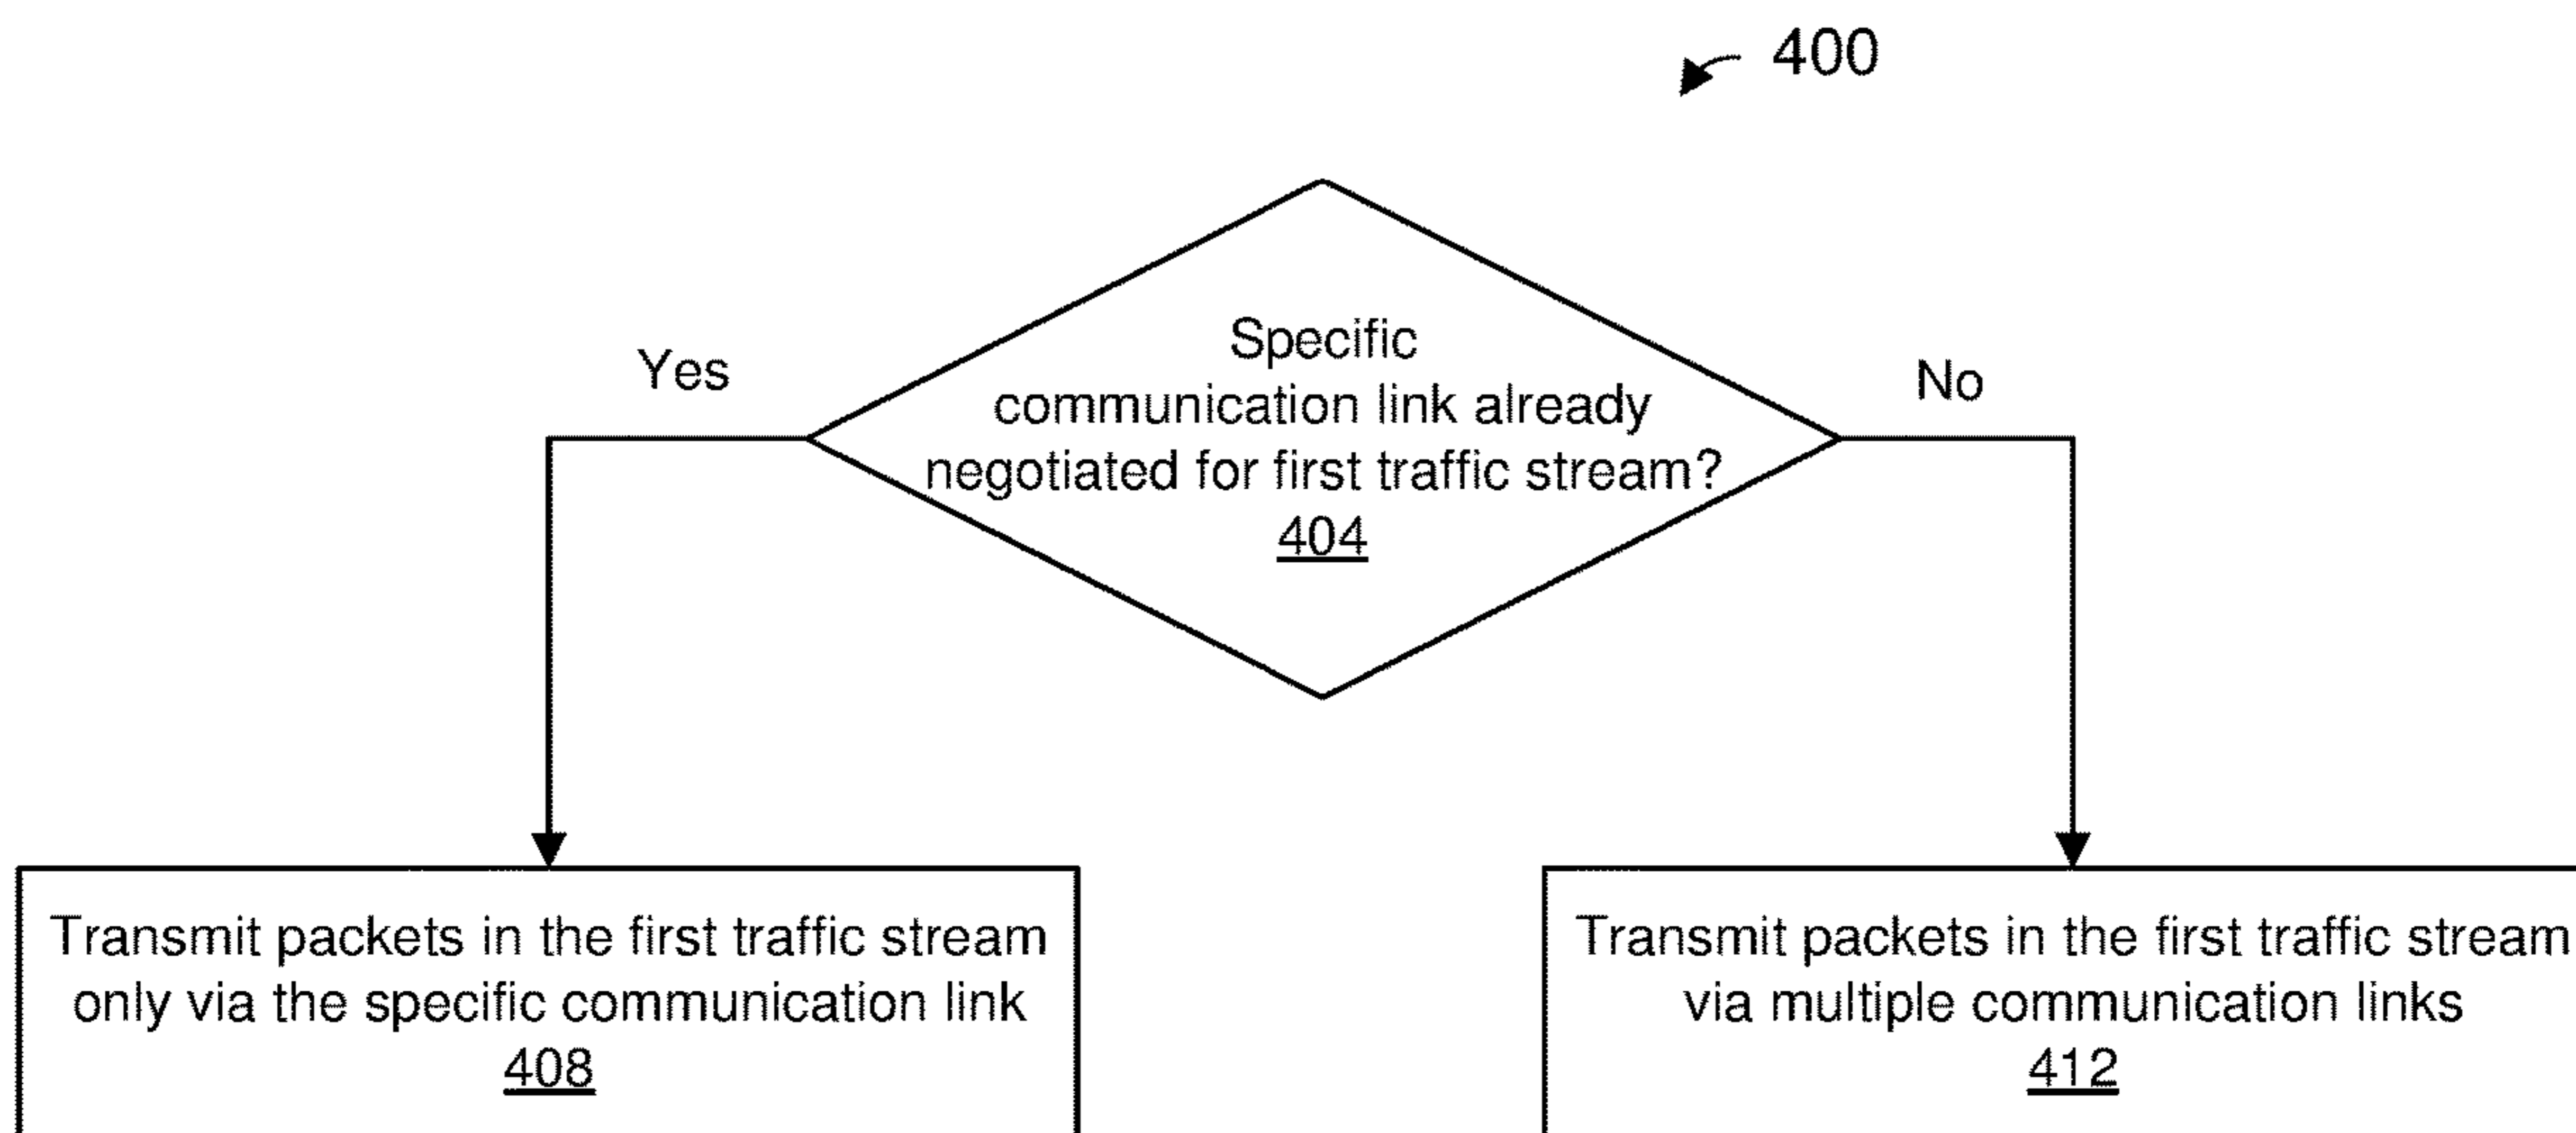 400
Specific
communication link already
negotiated for first traffic stream?
404
Yes
No
Transmit packets in the first traffic stream
only via the specific communication link
408
Transmit packets in the first traffic stream
via multiple communication links
412